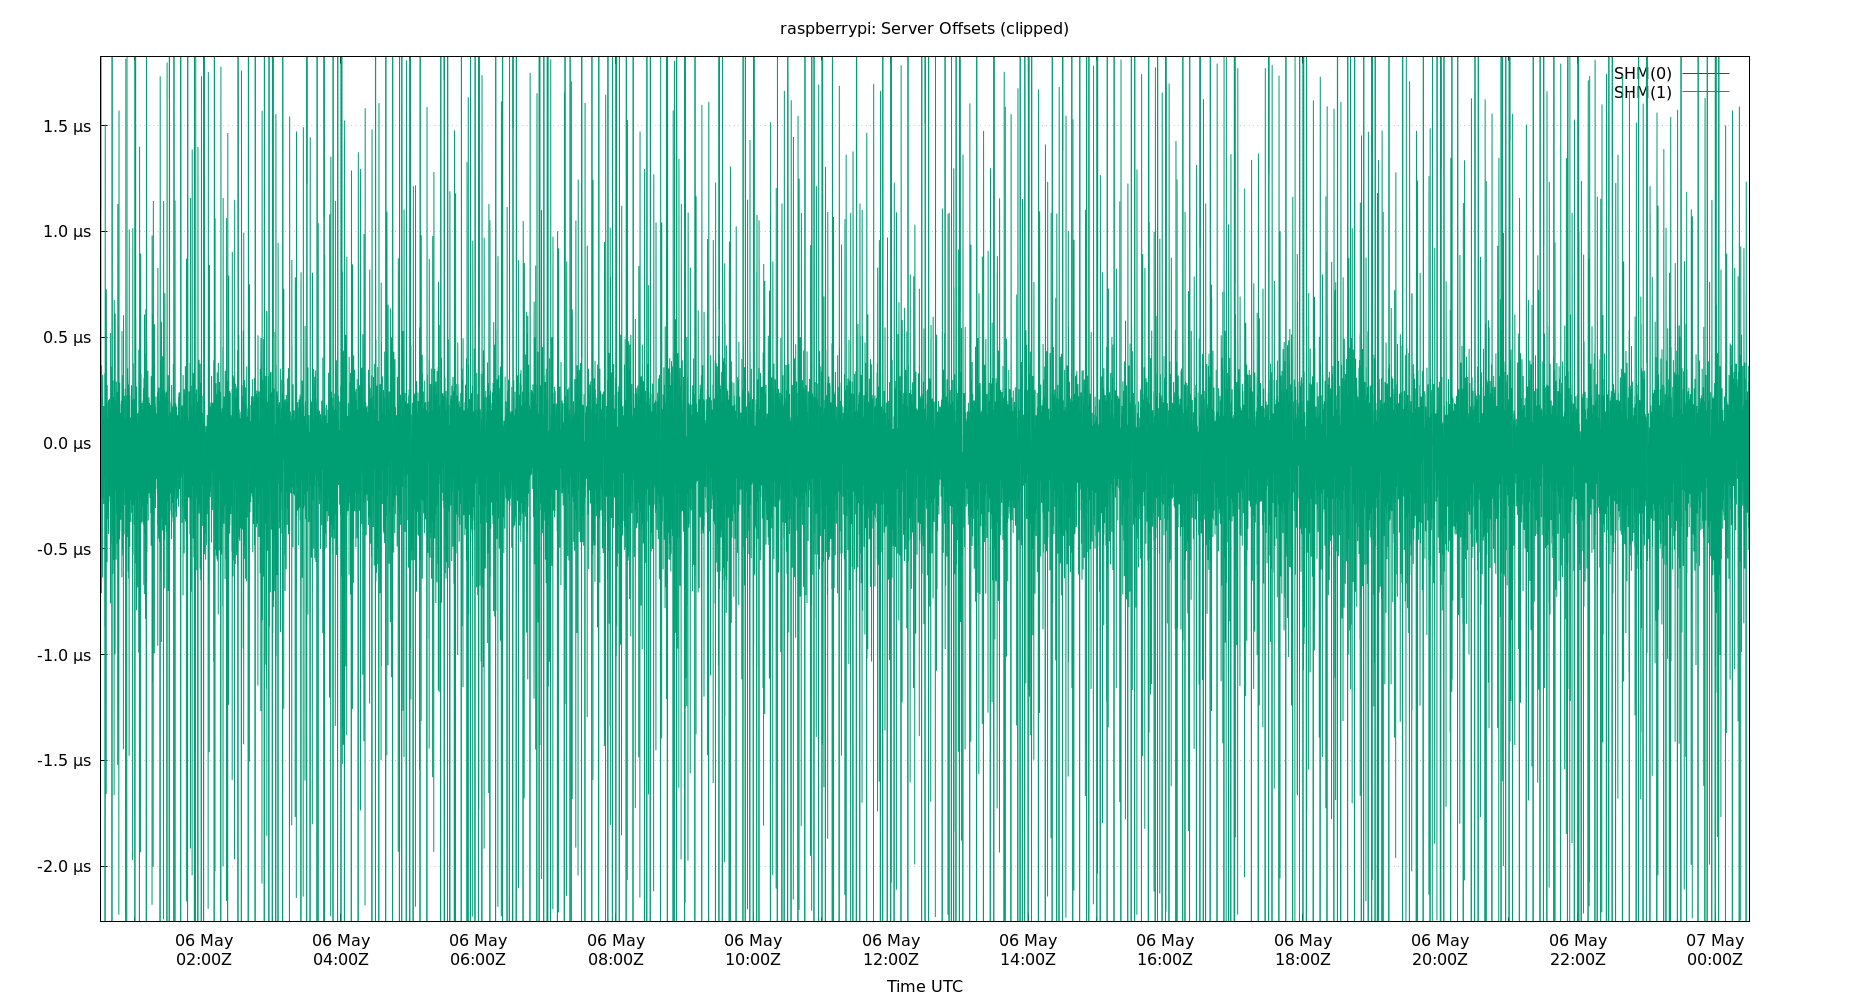 raspberrypi: Server Offsets (clipped)
SHM(0)
SHM(1)
1.5 µs
1.0 µs
0.5 µs
0.0 µs
-0.5 µs
-1.0 µs
-1.5 µs
-2.0 µs
06 May 06 May 06 May 06 May 06 May 06 May 06 May 06 May 06 May 06 May 06 May 07 May
02:00Z 04:00Z 06:00Z 08:00Z 10:00Z 12:00Z 14:00Z 16:00Z 18:00Z 20:00Z 22:00Z 00:00Z
Time UTC